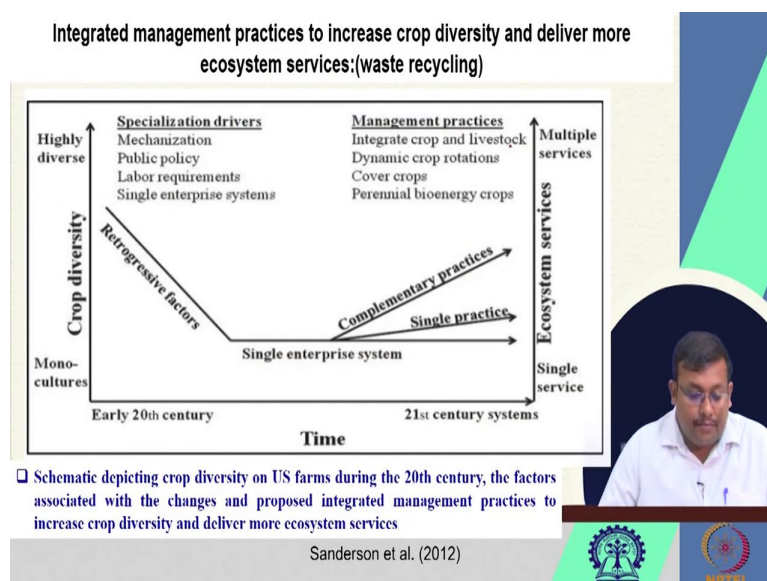 Integrated management practices to increase crop diversity and deliver more
ecosystem services:(waste recycling)
Specialization drivers
Mechanization
Public policy
Labor requirements
Single enterprise systems
Management practices
Integrate crop and livestock
Dynamic crop rotations
Cover crops
Perennial bioenergy crops
Highly
diverse
Crop diversity
Mono-
cultures
Multiple
services
Ecosystem services
Single
service
Retrogressive factors
Complementary practices
Single practice
Single enterprise system
Early 20th century
21st century systems
Time
Schematic depicting crop diversity on US farms during the 20th century, the factors
associated with the changes and proposed integrated management practices to
increase crop diversity and deliver more ecosystem services
Sanderson et al. (2012)
NPTEL